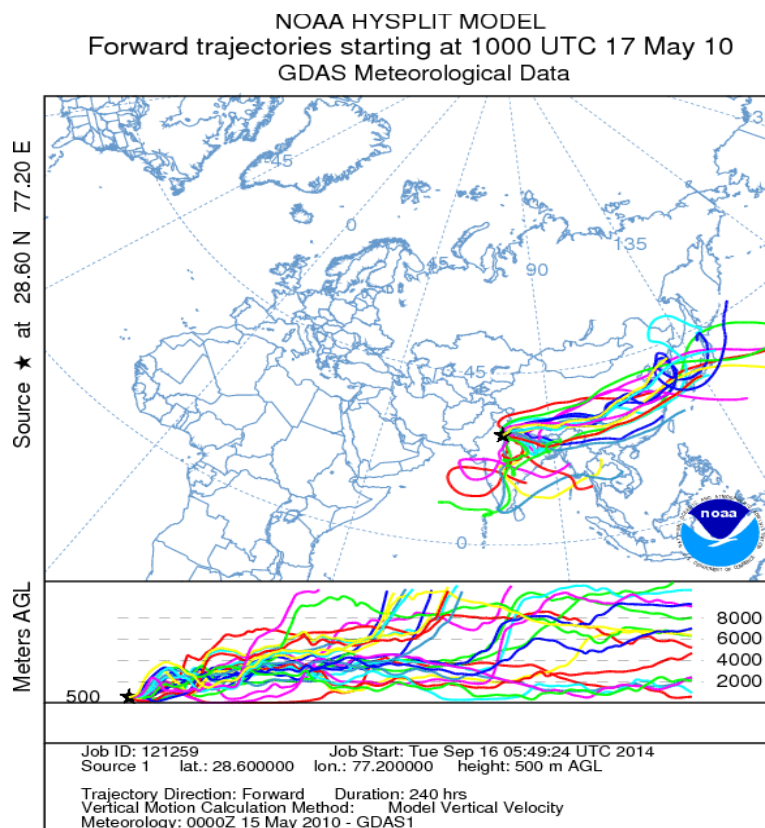 NOAA HYSPLIT MODEL
Forward trajectories starting at 1000 UTC 17 May 10
GDAS Meteorological Data
Source ★ at 28.60 N 77.20 E
-45
0
45
90
135
45
0
noaa
Meters AGL
500
8000
6000
4000
2000
Job ID: 121259 Job Start: Tue Sep 16 05:49:24 UTC 2014
Source 1 lat.: 28.600000 lon.: 77.200000 height: 500 m AGL
Trajectory Direction: Forward Duration: 240 hrs
Vertical Motion Calculation Method: Model Vertical Velocity
Meteorology: 0000Z 15 May 2010 - GDAS1